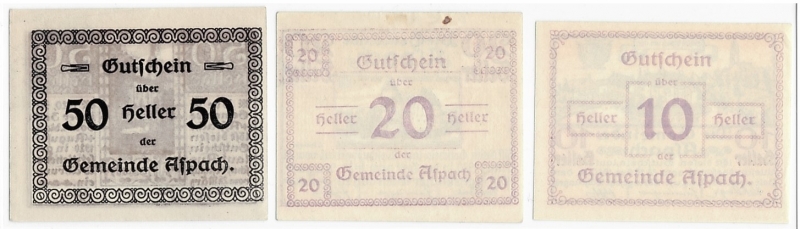 Gutschein
über
50 Heller 50
der
Gemeinde Aspach.
20 20
Gutschein
über
Heller 20 Heller
der
Gemeinde Aspach
20 20
Gutschein
über
Heller 10 Heller
der
Gemeinde Aspach.